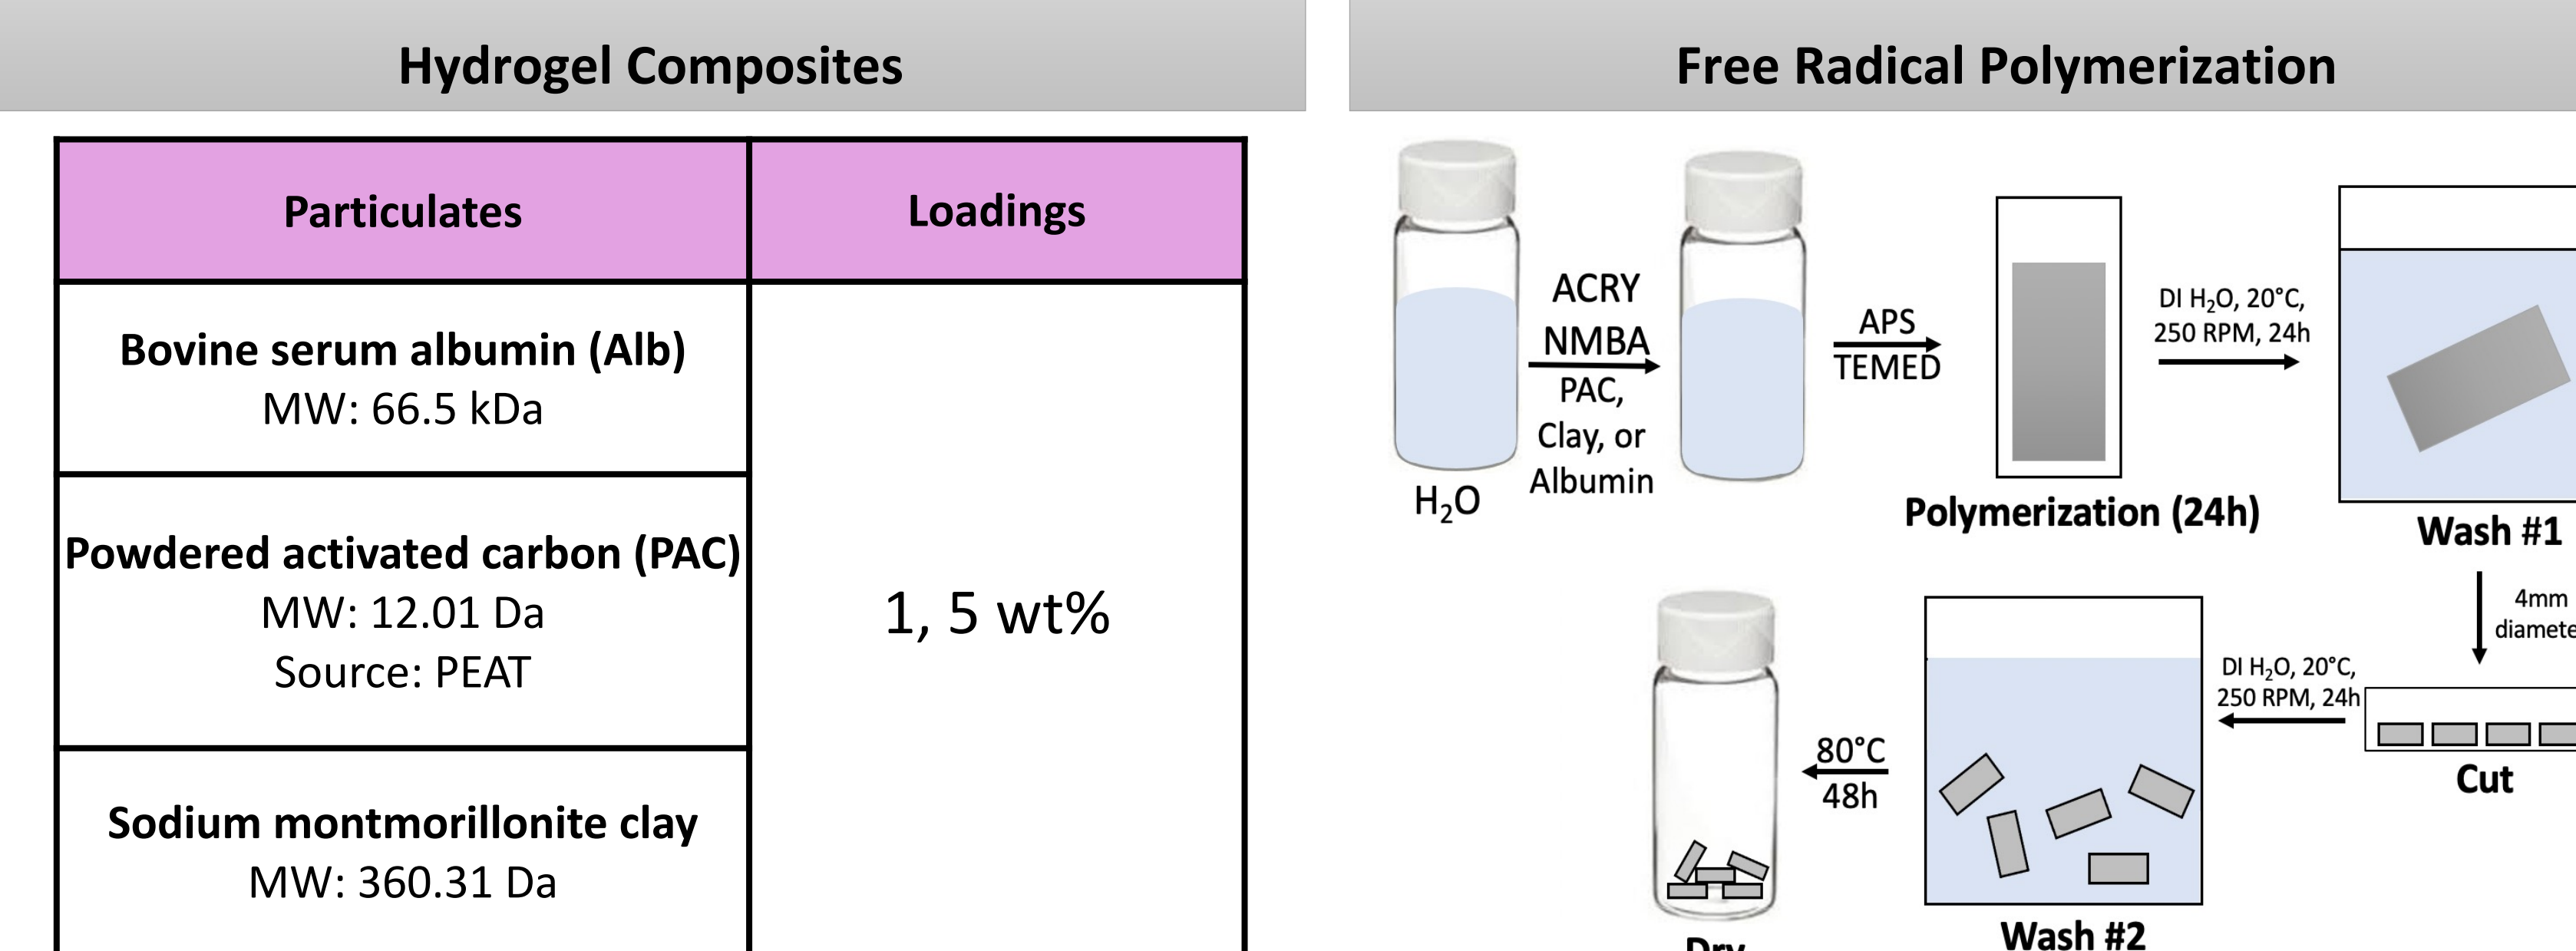 Hydrogel Composites
Particulates
Loadings
Bovine serum albumin (Alb)
MW: 66.5 kDa
Powdered activated carbon (PAC)
MW: 12.01 Da
Source: PEAT
Sodium montmorillonite clay
MW: 360.31 Da
1, 5 wt%
Free Radical Polymerization
H₂O
ACRY
NMBA
PAC,
Clay, or
Albumin
APS
TEMED
Polymerization (24h)
DI H₂O, 20°C,
250 RPM, 24h
Wash #1
4mm
diamete
Cut
DI H₂O, 20°C,
250 RPM, 24h
Wash #2
80°C
48h
Dry